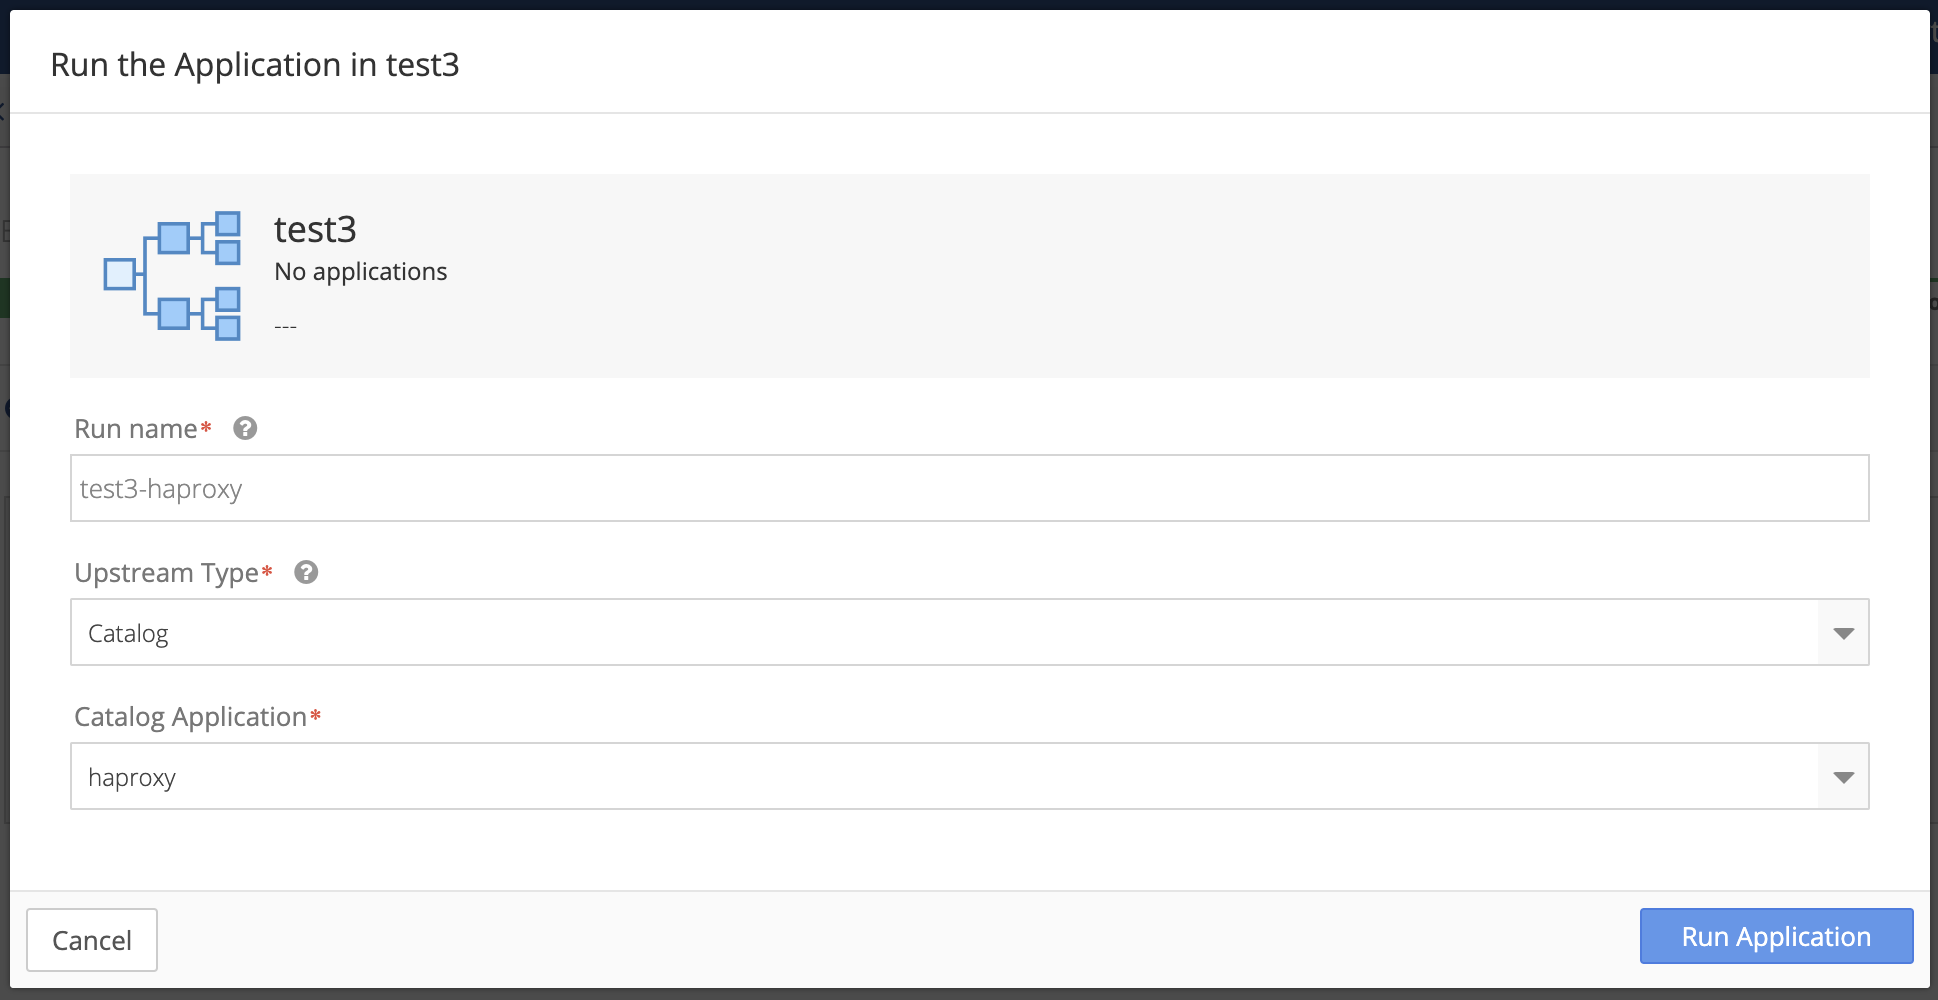 Run the Application in test3
test3
No applications
---
Run name*
test3-haproxy
Upstream Type*
Catalog
Catalog Application*
haproxy
Cancel
Run Application